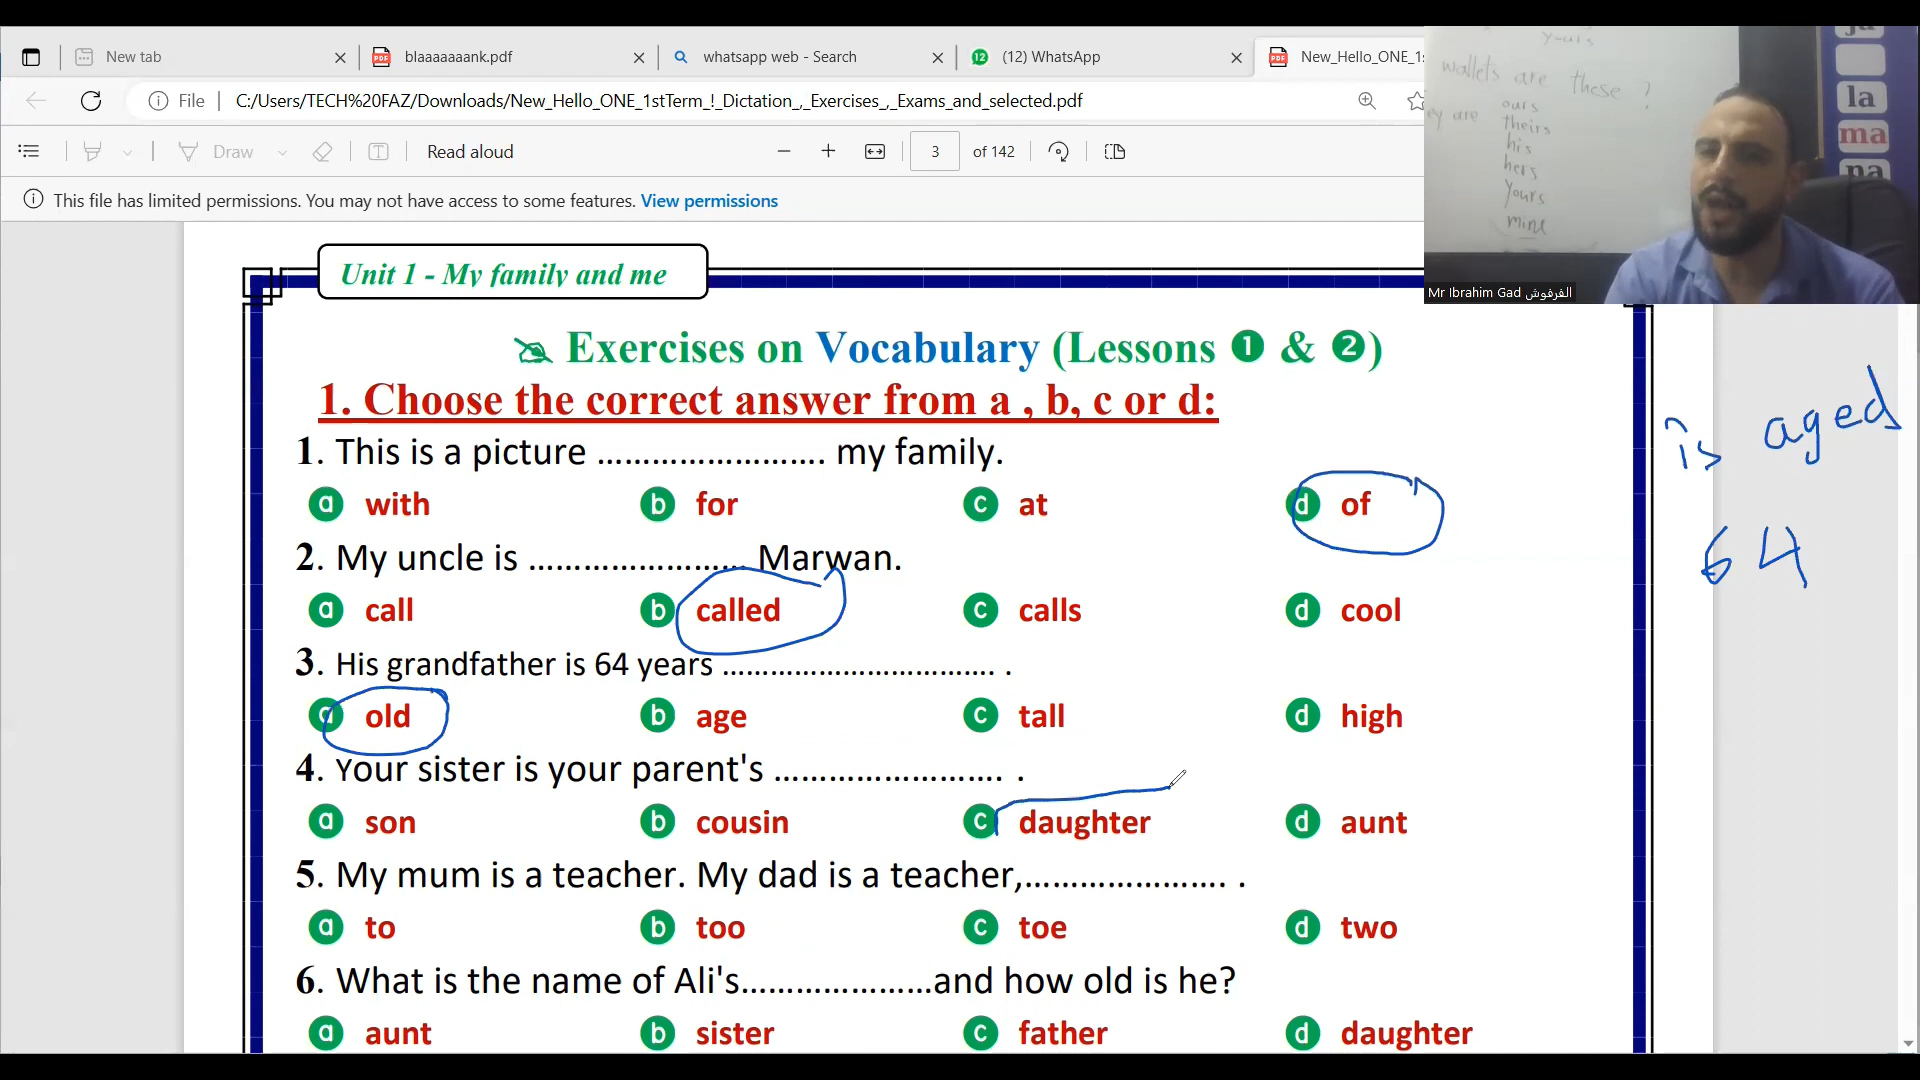 New tab
blaaaaaaank.pdf
whatsapp web - Search
(12) WhatsApp
New_Hello_ONE_1s
File
C:/Users/TECH%20FAZ/Downloads/New_Hello_ONE_1stTerm_!_Dictation_,_Exercises_,_Exams_and_selected.pdf
Draw
Read aloud
3 of 142
This file has limited permissions. You may not have access to some features. View permissions
yours
wallets are these ?
ey are
ours
theirs
his
hers
yours
mine
la
ma
na
Mr Ibrahim Gad الفرفوش
Unit 1 - My family and me
Exercises on Vocabulary (Lessons ❶ & ❷)
1. Choose the correct answer from a , b, c or d:
1. This is a picture ……………………. my family.
a with b for c at d of
2. My uncle is …………………… Marwan.
a call b called c calls d cool
3. His grandfather is 64 years ………………………… .
a old b age c tall d high
4. Your sister is your parent's ……………………. .
a son b cousin c daughter d aunt
5. My mum is a teacher. My dad is a teacher,…………………. .
a to b too c toe d two
6. What is the name of Ali's…………………and how old is he?
a aunt b sister c father d daughter
is aged
64